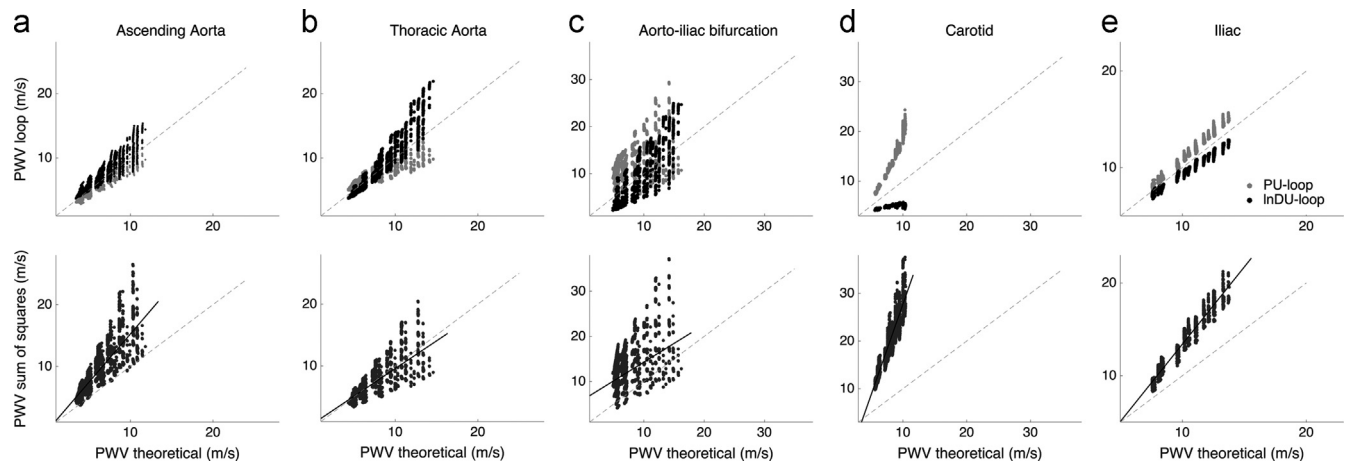 a b c d e
Ascending Aorta Thoracic Aorta Aorto-iliac bifurcation Carotid Iliac
PWV loop (m/s)
20 20 30 30 20
10 10 20 20 10
10 10
PU-loop
lnDU-loop
10 20 10 20 10 20 30 10 20 30 10 20
PWV sum of squares (m/s)
20 20 30 30 20
10 10 20 20 10
10 10
10 20 10 20 10 20 30 10 20 30 10 20
PWV theoretical (m/s) PWV theoretical (m/s) PWV theoretical (m/s) PWV theoretical (m/s) PWV theoretical (m/s)